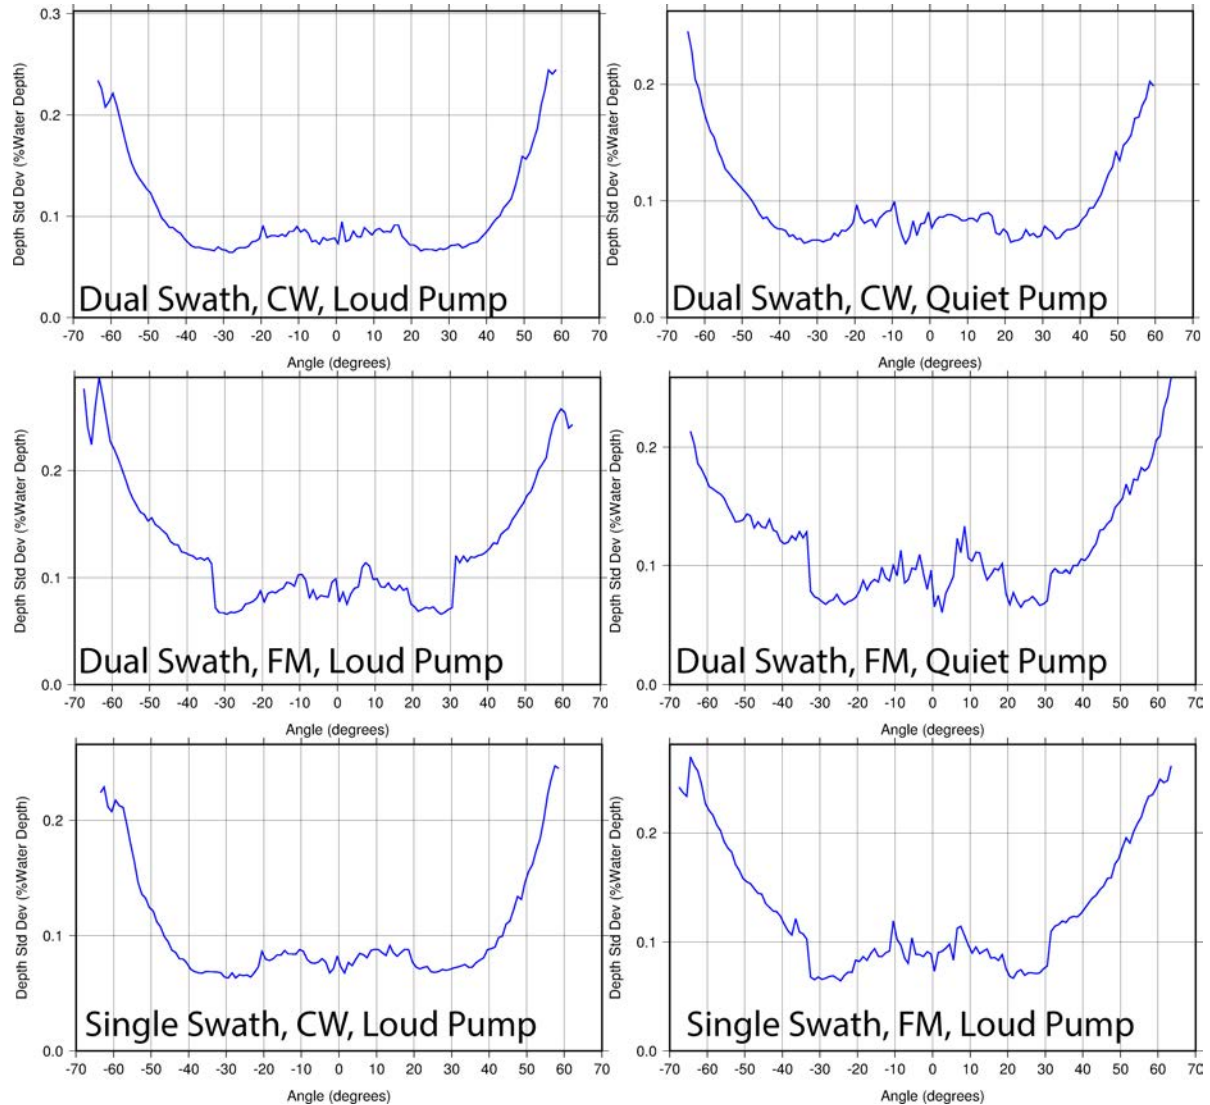 0.3
0.2
0.1
0.0
Depth Std Dev (%Water Depth)
Dual Swath, CW, Loud Pump
-70 -60 -50 -40 -30 -20 -10 0 10 20 30 40 50 60 70
Angle (degrees)
0.2
0.1
0.0
Depth Std Dev (%Water Depth)
Dual Swath, CW, Quiet Pump
-70 -60 -50 -40 -30 -20 -10 0 10 20 30 40 50 60 70
Angle (degrees)
0.2
0.1
0.0
Depth Std Dev (%Water Depth)
Dual Swath, FM, Loud Pump
-70 -60 -50 -40 -30 -20 -10 0 10 20 30 40 50 60 70
Angle (degrees)
0.2
0.1
0.0
Depth Std Dev (%Water Depth)
Dual Swath, FM, Quiet Pump
-70 -60 -50 -40 -30 -20 -10 0 10 20 30 40 50 60 70
Angle (degrees)
0.2
0.1
0.0
Depth Std Dev (%Water Depth)
Single Swath, CW, Loud Pump
-70 -60 -50 -40 -30 -20 -10 0 10 20 30 40 50 60 70
Angle (degrees)
0.2
0.1
0.0
Depth Std Dev (%Water Depth)
Single Swath, FM, Loud Pump
-70 -60 -50 -40 -30 -20 -10 0 10 20 30 40 50 60 70
Angle (degrees)